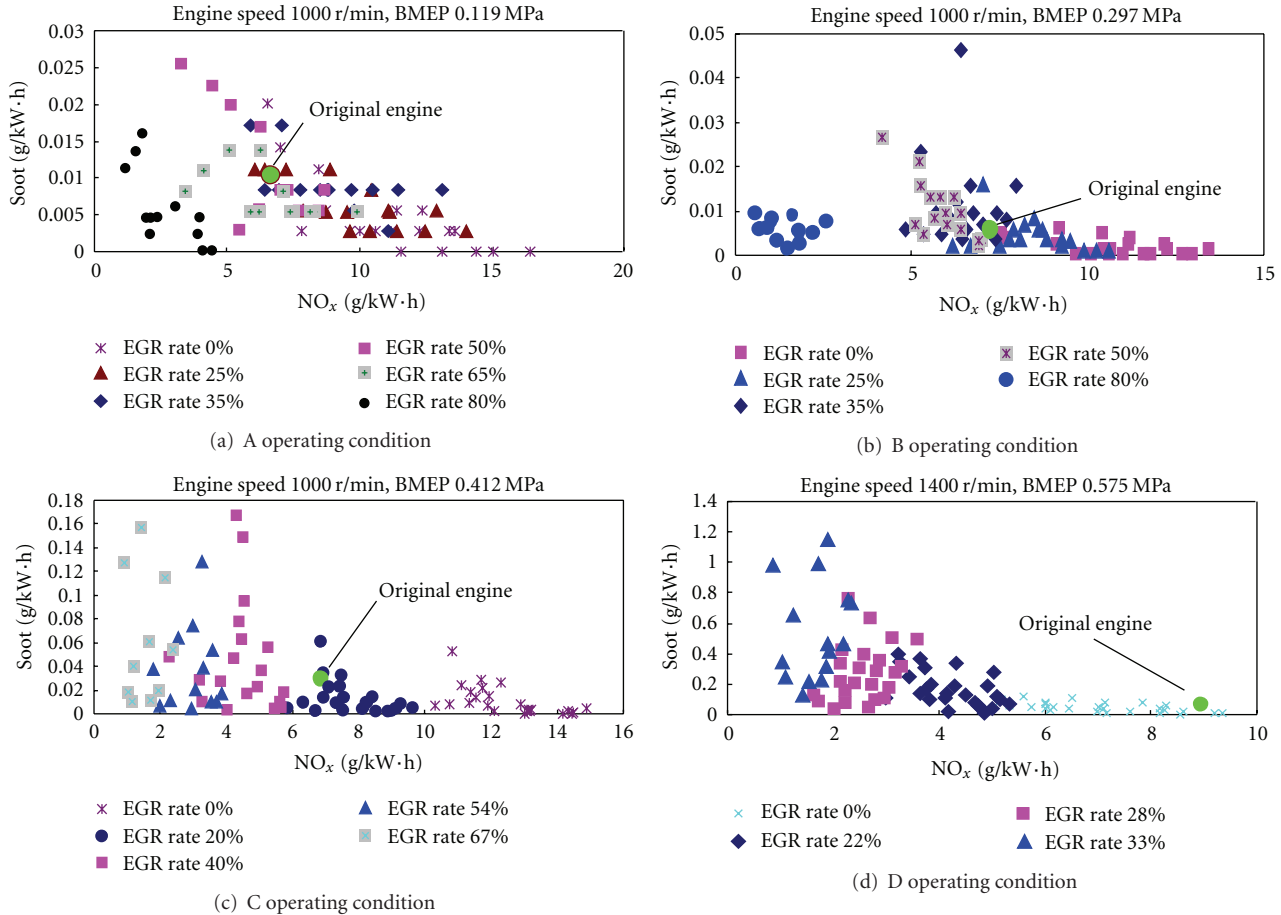 Engine speed 1000 r/min, BMEP 0.119 MPa
0.03
0.025
0.02
0.015
0.01
0.005
0
Soot (g/kW·h)
Original engine
0 5 10 15 20
NOx (g/kW·h)
EGR rate 0%
EGR rate 25%
EGR rate 35%
EGR rate 50%
EGR rate 65%
EGR rate 80%
(a) A operating condition
Engine speed 1000 r/min, BMEP 0.297 MPa
0.05
0.04
0.03
0.02
0.01
0
Soot (g/kW·h)
Original engine
0 5 10 15
NOx (g/kW·h)
EGR rate 0%
EGR rate 25%
EGR rate 35%
EGR rate 50%
EGR rate 80%
(b) B operating condition
Engine speed 1000 r/min, BMEP 0.412 MPa
0.18
0.16
0.14
0.12
0.10
0.08
0.06
0.04
0.02
0
Soot (g/kW·h)
Original engine
0 2 4 6 8 10 12 14 16
NOx (g/kW·h)
EGR rate 0%
EGR rate 20%
EGR rate 40%
EGR rate 54%
EGR rate 67%
(c) C operating condition
Engine speed 1400 r/min, BMEP 0.575 MPa
1.4
1.2
1
0.8
0.6
0.4
0.2
0
Soot (g/kW·h)
Original engine
0 2 4 6 8 10
NOx (g/kW·h)
EGR rate 0%
EGR rate 22%
EGR rate 28%
EGR rate 33%
(d) D operating condition